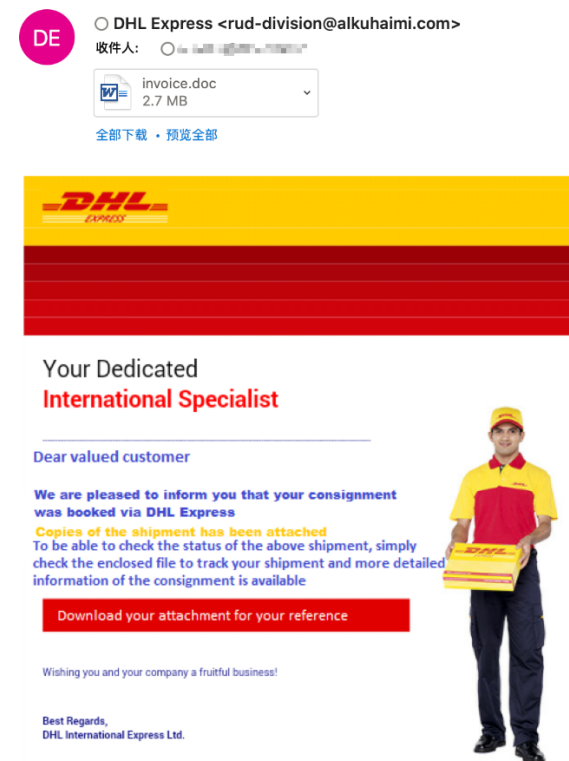 DE
DHL Express <rud-division@alkuhaimi.com>
收件人:
invoice.doc
2.7 MB
全部下载 • 预览全部
DHL
EXPRESS
Your Dedicated
International Specialist
Dear valued customer
We are pleased to inform you that your consignment
was booked via DHL Express
Copies of the shipment has been attached
To be able to check the status of the above shipment, simply
check the enclosed file to track your shipment and more detailed
information of the consignment is available
DHL
Download your attachment for your reference
Wishing you and your company a fruitful business!
Best Regards,
DHL International Express Ltd.